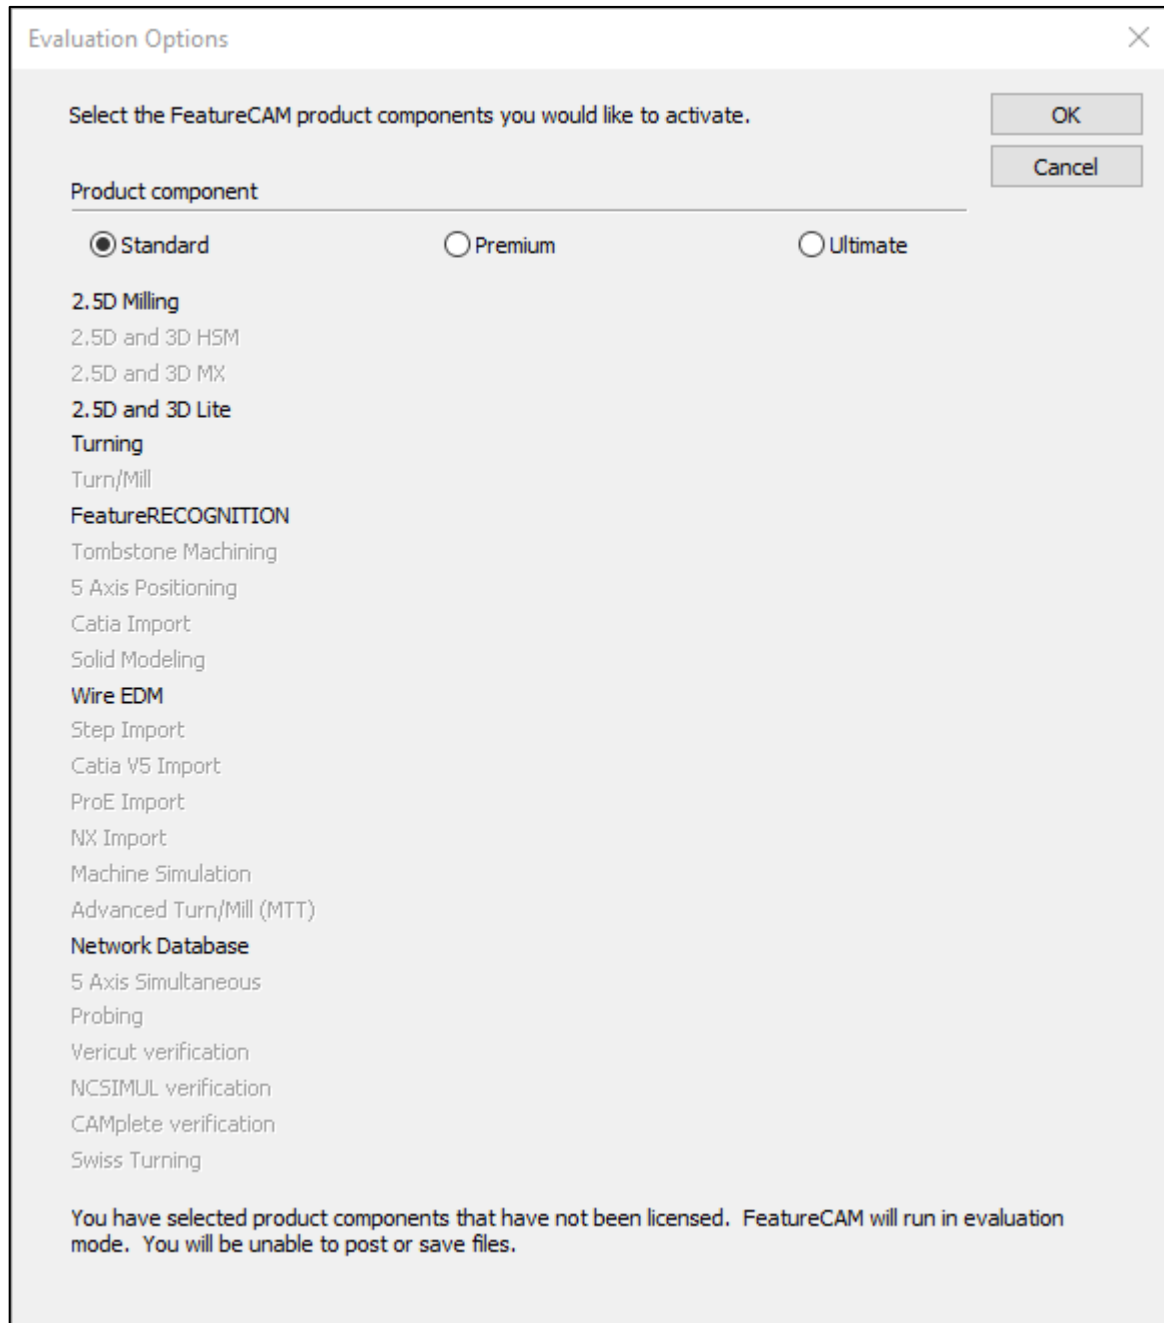 Evaluation Options
Select the FeatureCAM product components you would like to activate.
OK
Cancel
Product component
Standard
Premium
Ultimate
2.5D Milling
2.5D and 3D HSM
2.5D and 3D MX
2.5D and 3D Lite
Turning
Turn/Mill
FeatureRECOGNITION
Tombstone Machining
5 Axis Positioning
Catia Import
Solid Modeling
Wire EDM
Step Import
Catia V5 Import
ProE Import
NX Import
Machine Simulation
Advanced Turn/Mill (MTT)
Network Database
5 Axis Simultaneous
Probing
Vericut verification
NCSIMUL verification
CAMplete verification
Swiss Turning
You have selected product components that have not been licensed.  FeatureCAM will run in evaluation
mode.  You will be unable to post or save files.